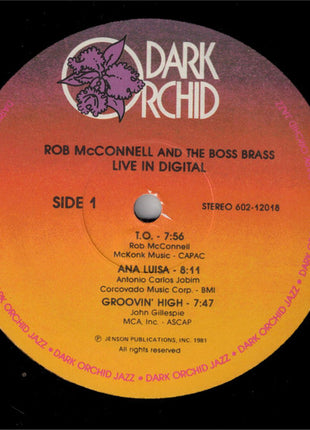 DARK
ORCHID
ROB McCONNELL AND THE BOSS BRASS
LIVE IN DIGITAL
SIDE 1
STEREO 602-12018
T.O. - 7:56
Rob McConnell
McKonk Music - CAPAC
ANA LUISA - 8:11
Antonio Carlos Jobim
Corcovado Music Corp. - BMI
GROOVIN' HIGH - 7:47
John Gillespie
MCA, Inc. - ASCAP
Ⓟ JENSON PUBLICATIONS, INC. 1981
All rights reserved
DARK ORCHID JAZZ • DARK ORCHID JAZZ • DARK ORCHID JAZZ